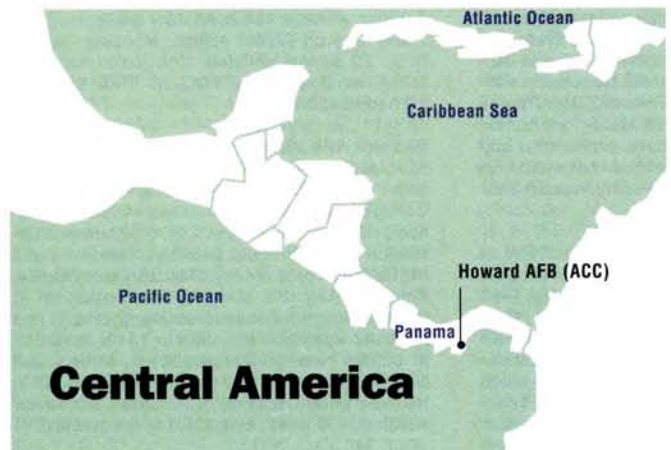 Atlantic Ocean
Caribbean Sea
Howard AFB (ACC)
Pacific Ocean
Panama
Central America